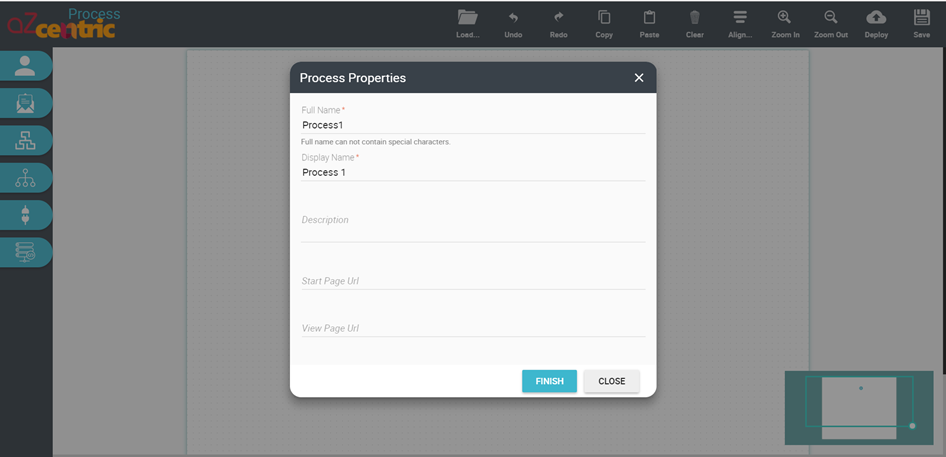 Process
aZcentric
Load...
Undo
Redo
Copy
Paste
Clear
Align...
Zoom In
Zoom Out
Deploy
Save
Process Properties
Full Name *
Process1
Full name can not contain special characters.
Display Name *
Process 1
Description
Start Page Url
View Page Url
FINISH
CLOSE